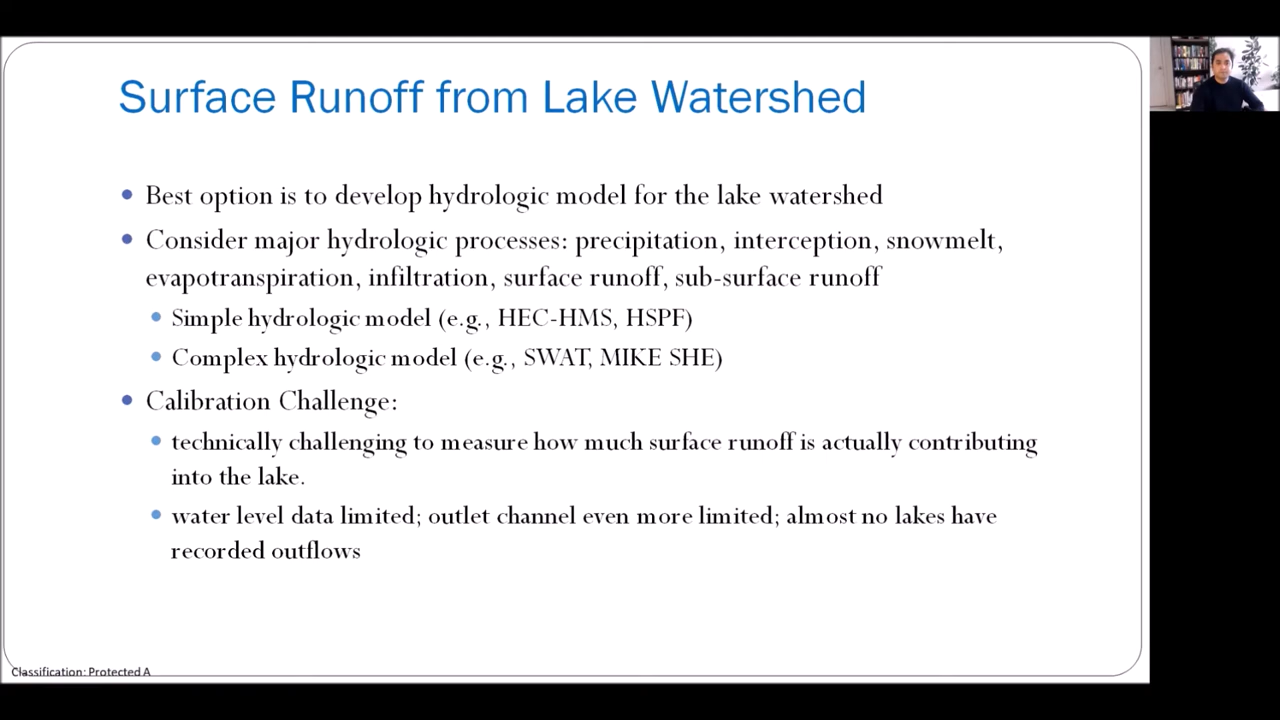 Surface Runoff from Lake Watershed
• Best option is to develop hydrologic model for the lake watershed
• Consider major hydrologic processes: precipitation, interception, snowmelt,
evapotranspiration, infiltration, surface runoff, sub-surface runoff
• Simple hydrologic model (e.g., HEC-HMS, HSPF)
• Complex hydrologic model (e.g., SWAT, MIKE SHE)
• Calibration Challenge:
• technically challenging to measure how much surface runoff is actually contributing
into the lake.
• water level data limited; outlet channel even more limited; almost no lakes have
recorded outflows
Classification: Protected A